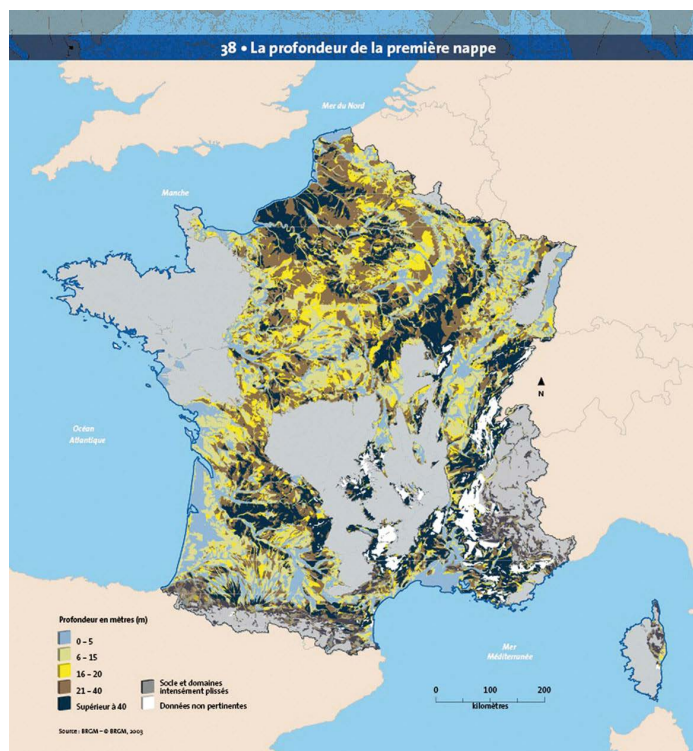 38 • La profondeur de la première nappe
Mer du Nord
Manche
N
Océan
Atlantique
Profondeur en mètres (m)
0 – 5
6 – 15
16 – 20
21 – 40
Supérieur à 40
Socle et domaines
intensément plissés
Données non pertinentes
Mer
Méditerranée
0 100 200
kilomètres
Source : BRGM – © BRGM, 2003